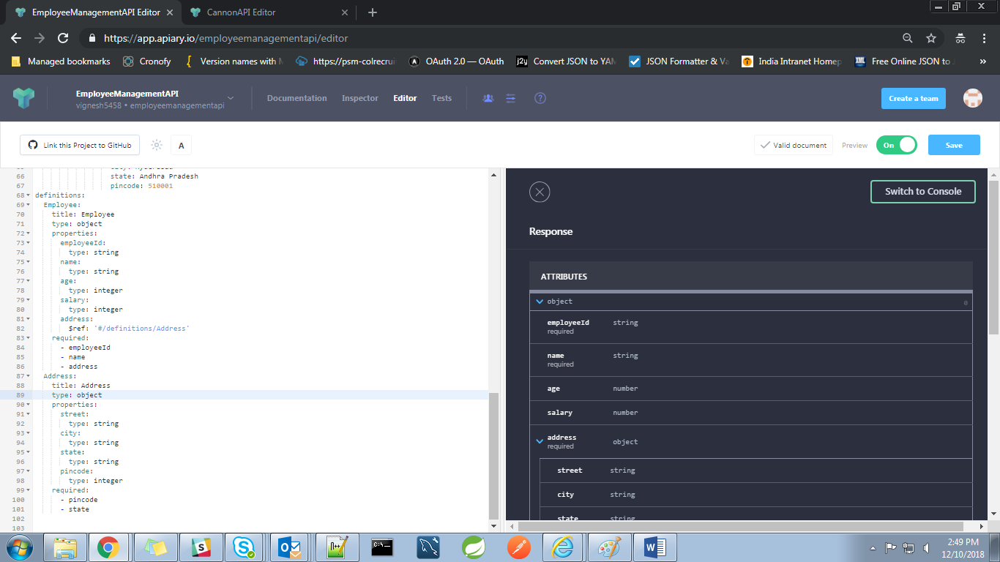 EmployeeManagementAPI Editor
CannonAPI Editor
https://app.apiary.io/employeemanagementapi/editor
Managed bookmarks
Cronofy
Version names with
https://psm-colrecrui
OAuth 2.0 — OAuth
j2y Convert JSON to YAM
JSON Formatter & Va
India Intranet Homep
Free Online JSON to
EmployeeManagementAPI
vignesh5458 • employeemanagementapi
Documentation
Inspector
Editor
Tests
Create a team
Link this Project to GitHub
A
Valid document
Preview
On
Save
66 state: Andhra Pradesh
67 pincode: 510001
68 definitions:
69 Employee:
70 title: Employee
71 type: object
72 properties:
73 employeeId:
74 type: string
75 name:
76 type: string
77 age:
78 type: integer
79 salary:
80 type: integer
81 address:
82 $ref: '#/definitions/Address'
83 required:
84 - employeeId
85 - name
86 - address
87 Address:
88 title: Address
89 type: object
90 properties:
91 street:
92 type: string
93 city:
94 type: string
95 state:
96 type: string
97 pincode:
98 type: integer
99 required:
100 - pincode
101 - state
102
103
Switch to Console
Response
ATTRIBUTES
object
employeeId string
required
name string
required
age number
salary number
address object
required
street string
city string
state string
2:49 PM
12/10/2018